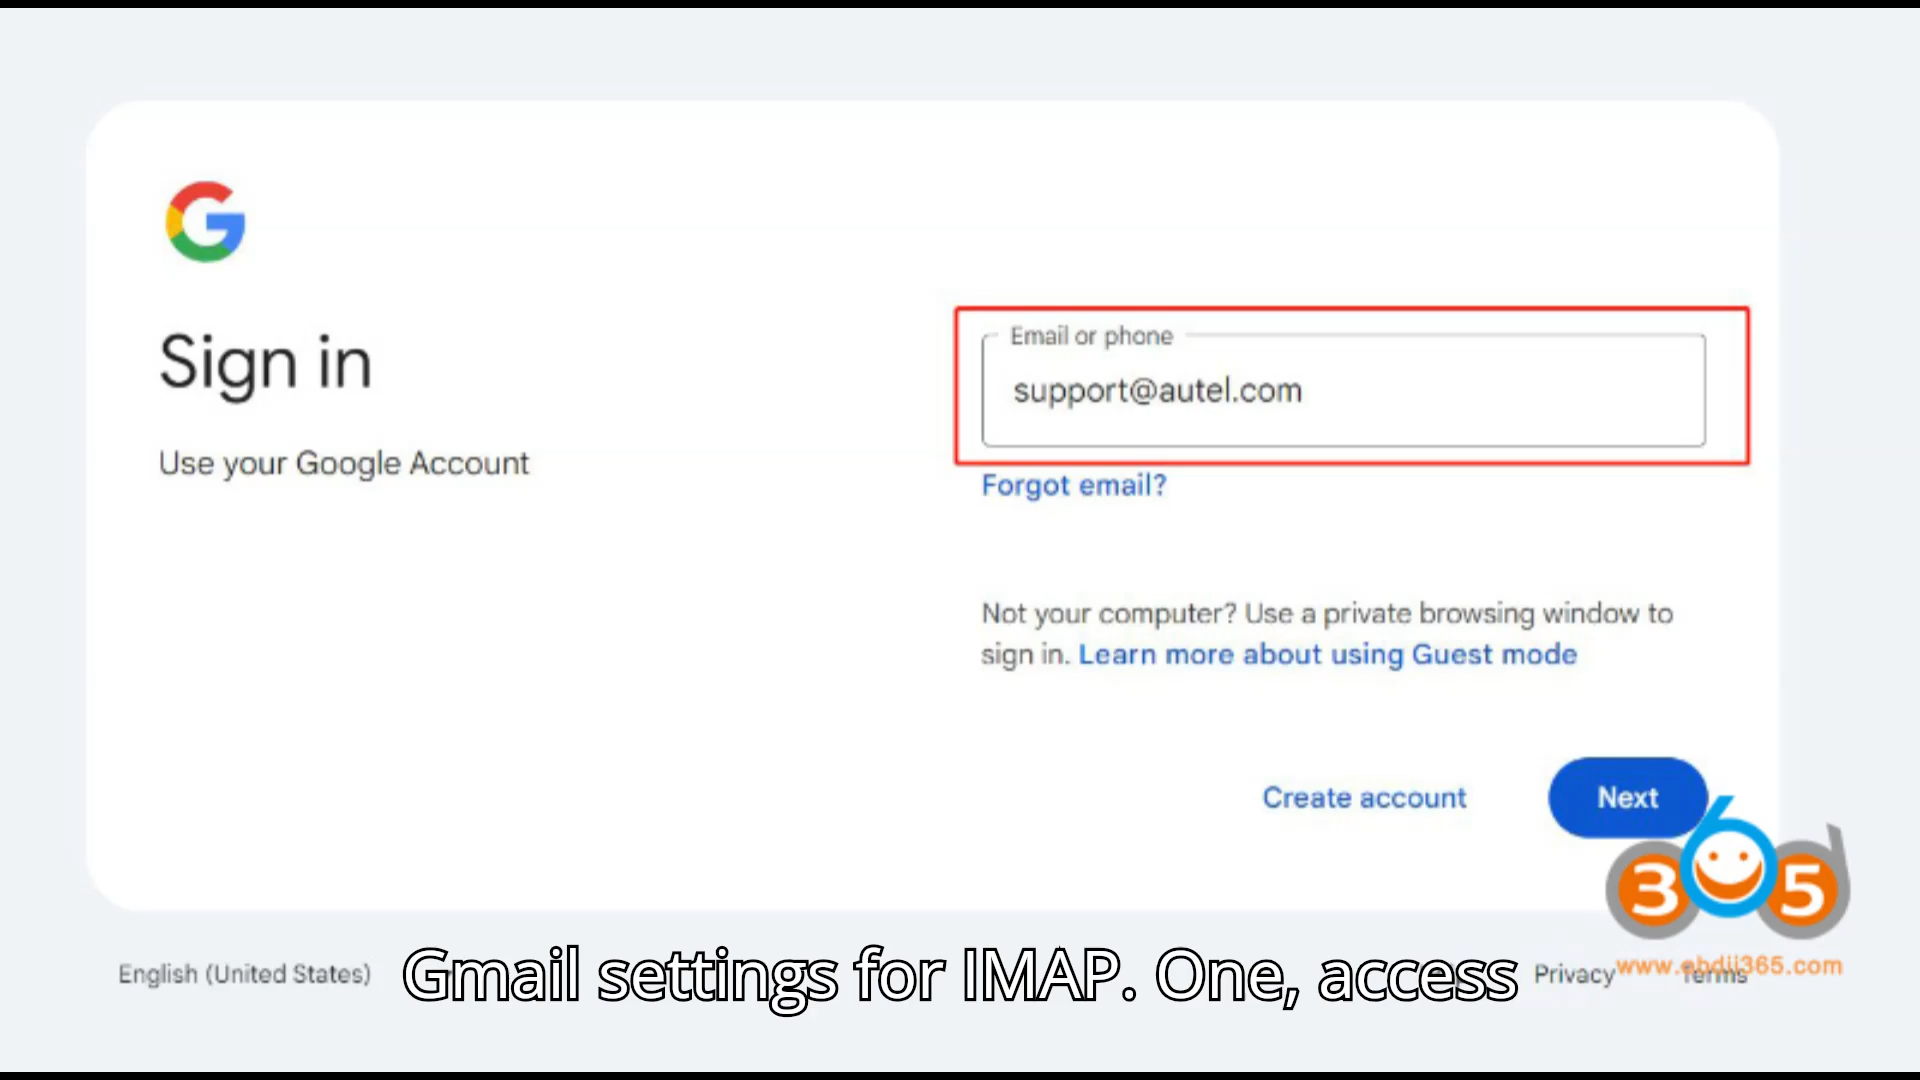 Sign in
Use your Google Account
Email or phone
support@autel.com
Forgot email?
Not your computer? Use a private browsing window to
sign in. Learn more about using Guest mode
Create account
Next
365d
English (United States)
Gmail settings for IMAP. One, access
Privacy
Terms
www.obdii365.com